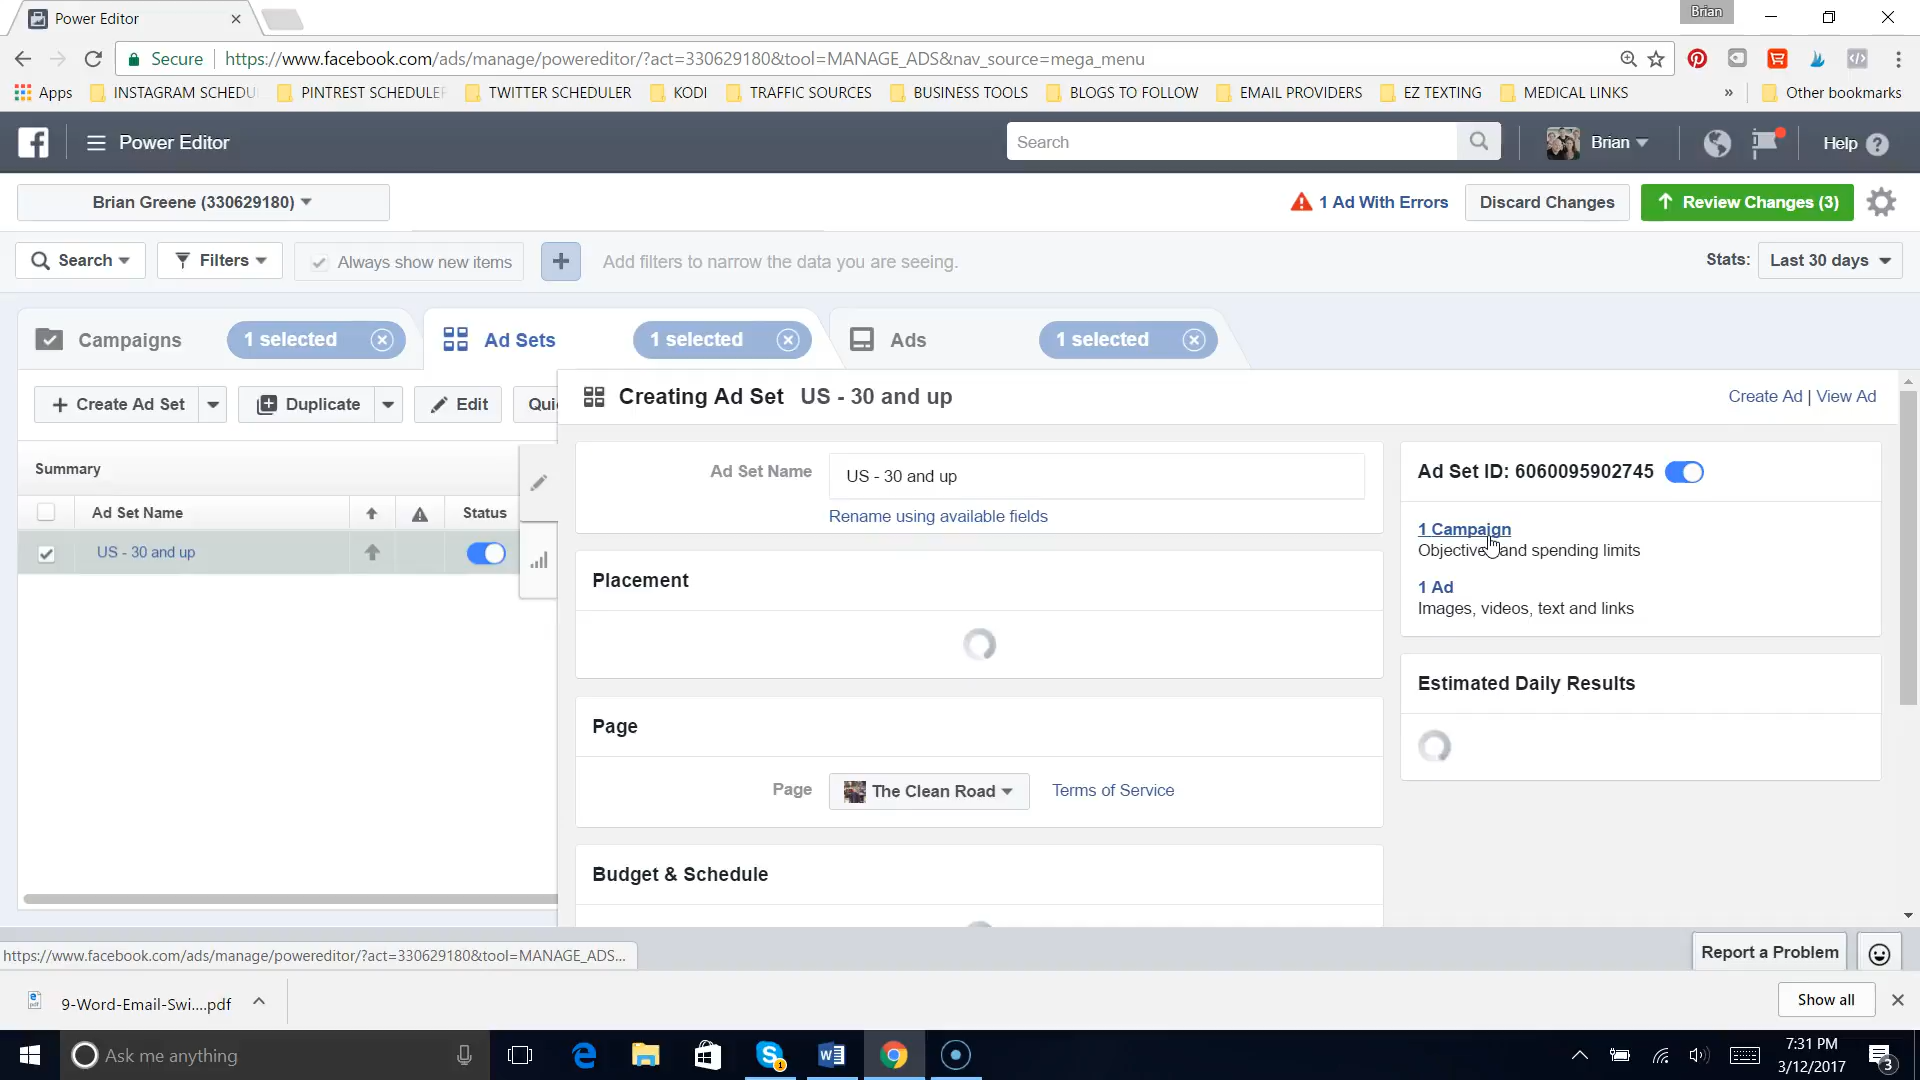 Power Editor
Brian
Secure
https://www.facebook.com/ads/manage/powereditor/?act=330629180&tool=MANAGE_ADS&nav_source=mega_menu
Apps
INSTAGRAM SCHEDU
PINTREST SCHEDULER
TWITTER SCHEDULER
KODI
TRAFFIC SOURCES
BUSINESS TOOLS
BLOGS TO FOLLOW
EMAIL PROVIDERS
EZ TEXTING
MEDICAL LINKS
»
Other bookmarks
Power Editor
Search
Brian
Help
Brian Greene (330629180)
1 Ad With Errors
Discard Changes
Review Changes (3)
Search
Filters
Always show new items
Add filters to narrow the data you are seeing.
Stats:
Last 30 days
Campaigns
1 selected
Ad Sets
1 selected
Ads
1 selected
+ Create Ad Set
Duplicate
Edit
Quic
Creating Ad Set US - 30 and up
Create Ad | View Ad
Summary
Ad Set Name
Status
US - 30 and up
Ad Set Name
US - 30 and up
Rename using available fields
Placement
Page
Page
The Clean Road
Terms of Service
Budget & Schedule
Ad Set ID: 6060095902745
1 Campaign
Objective and spending limits
1 Ad
Images, videos, text and links
Estimated Daily Results
https://www.facebook.com/ads/manage/powereditor/?act=330629180&tool=MANAGE_ADS...
Report a Problem
9-Word-Email-Swi....pdf
Show all
Ask me anything
7:31 PM
3/12/2017
1
3